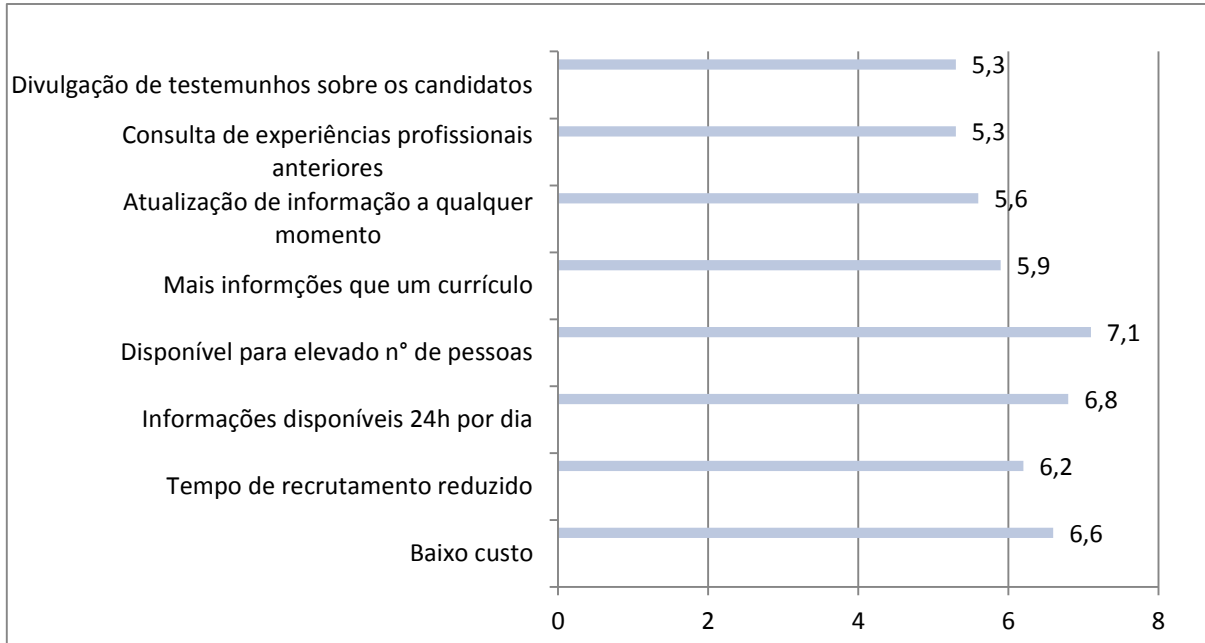 Divulgação de testemunhos sobre os candidatos
5,3
Consulta de experiências profissionais
anteriores
5,3
Atualização de informação a qualquer
momento
5,6
Mais informções que um currículo
5,9
Disponível para elevado n° de pessoas
7,1
Informações disponíveis 24h por dia
6,8
Tempo de recrutamento reduzido
6,2
Baixo custo
6,6
0 2 4 6 8